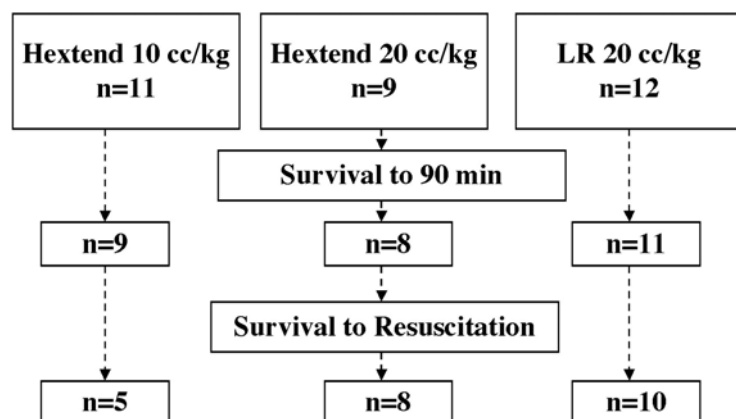 Hextend 10 cc/kg
n=11
Hextend 20 cc/kg
n=9
LR 20 cc/kg
n=12
Survival to 90 min
n=9
n=8
n=11
Survival to Resuscitation
n=5
n=8
n=10